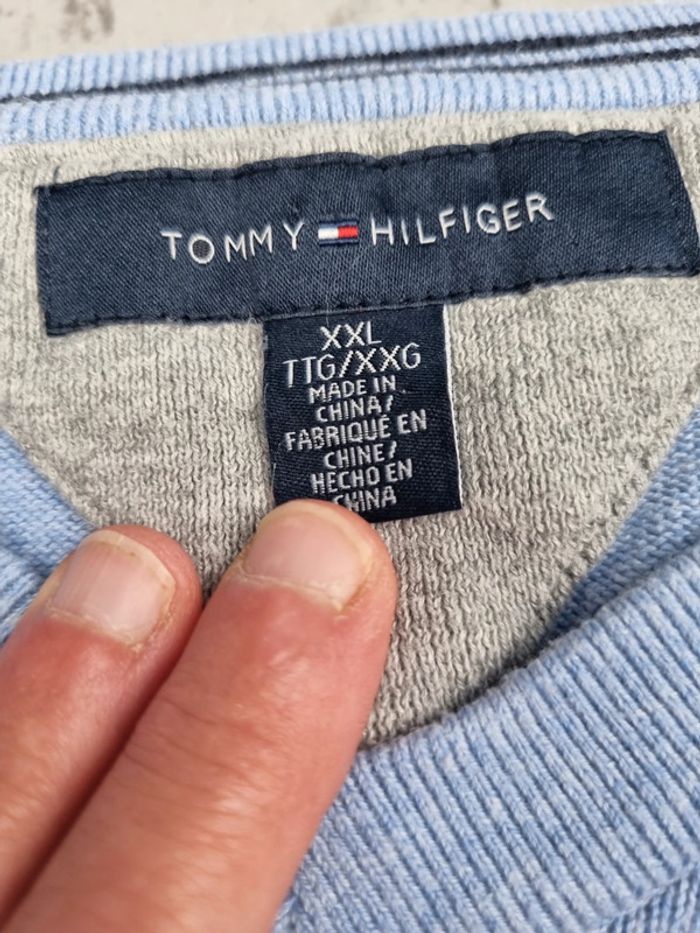 TOMMY HILFIGER
XXL
TTG/XXG
MADE IN
CHINA/
FABRIQUÉ EN
CHINE/
HECHO EN
CHINA